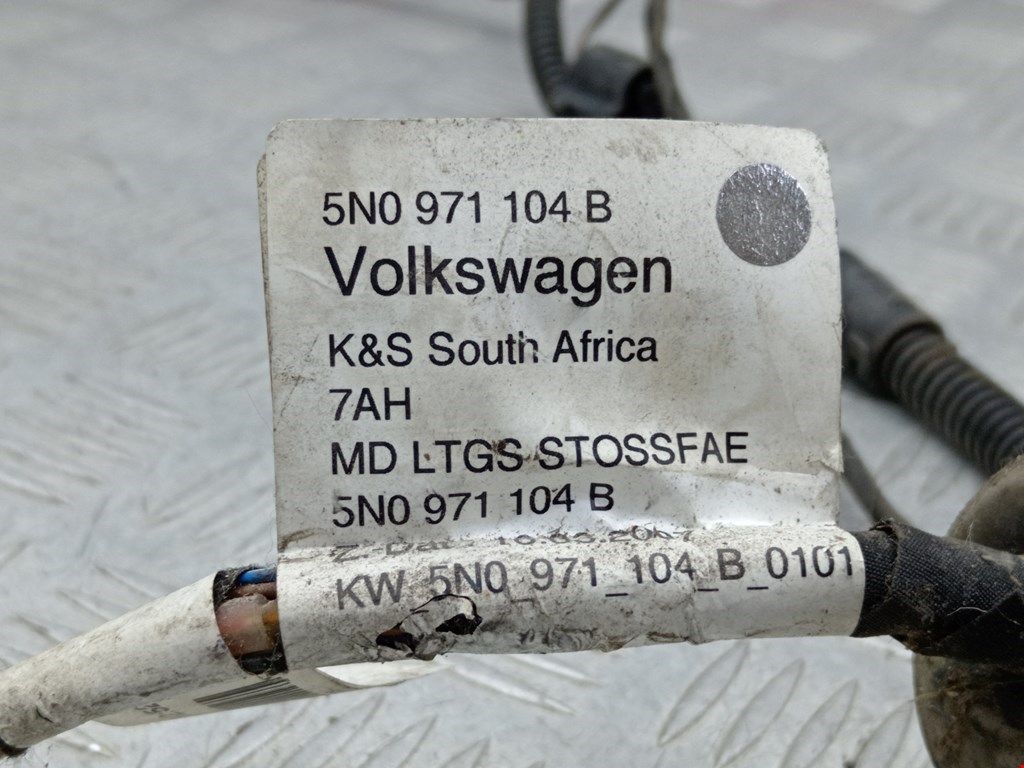 5N0 971 104 B
Volkswagen
K&S South Africa
7AH
MD LTGS STOSSFAE
5N0 971 104 B
KW 5N0_971_104_B_0101